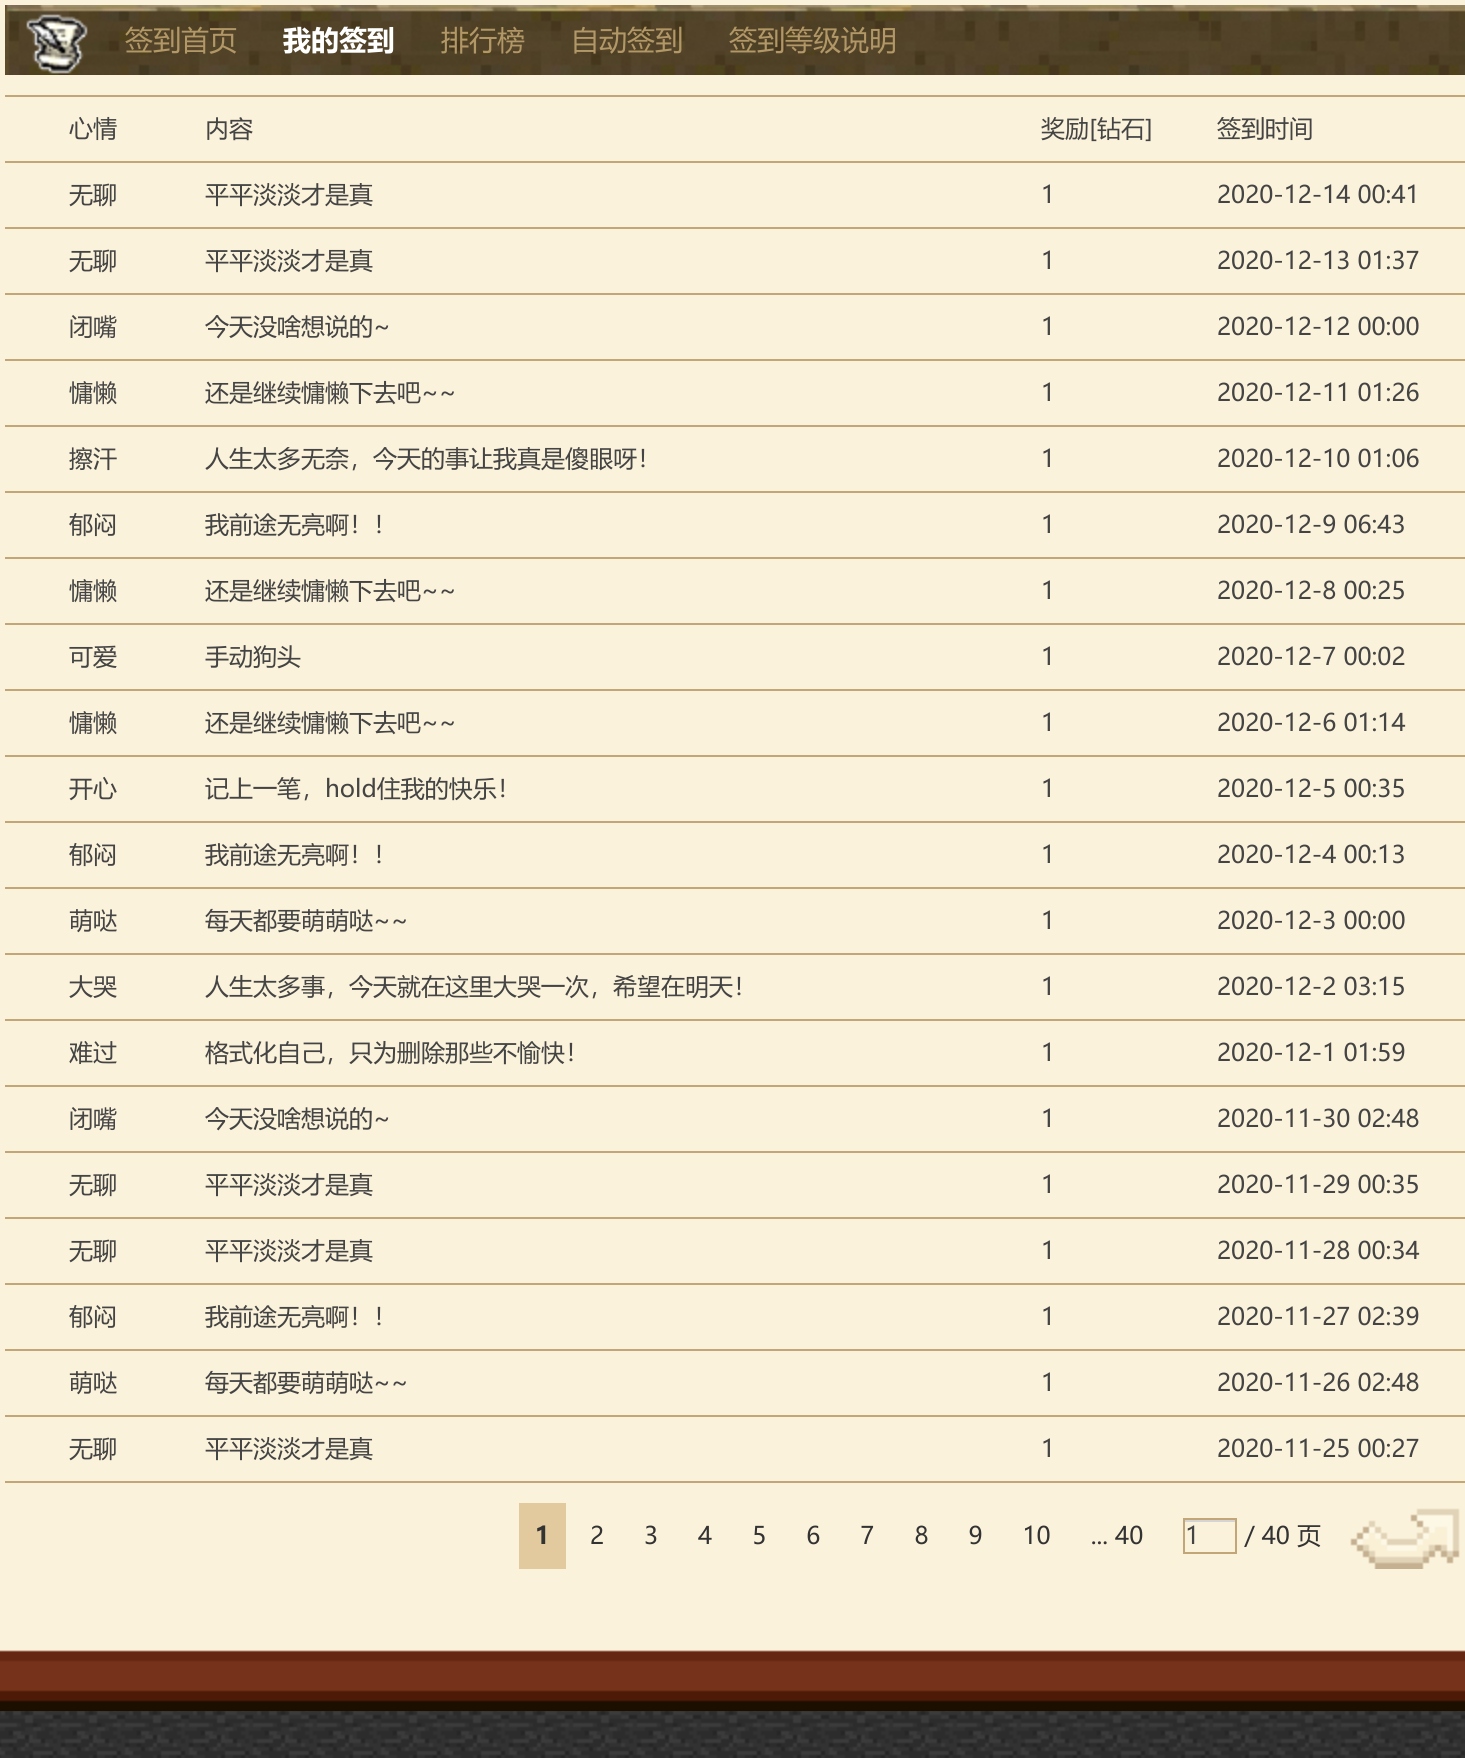 签到首页 我的签到 排行榜 自动签到 签到等级说明
心情 内容 奖励[钻石] 签到时间
无聊 平平淡淡才是真 1 2020-12-14 00:41
无聊 平平淡淡才是真 1 2020-12-13 01:37
闭嘴 今天没啥想说的~ 1 2020-12-12 00:00
慵懒 还是继续慵懒下去吧~~ 1 2020-12-11 01:26
擦汗 人生太多无奈，今天的事让我真是傻眼呀！ 1 2020-12-10 01:06
郁闷 我前途无亮啊！！ 1 2020-12-9 06:43
慵懒 还是继续慵懒下去吧~~ 1 2020-12-8 00:25
可爱 手动狗头 1 2020-12-7 00:02
慵懒 还是继续慵懒下去吧~~ 1 2020-12-6 01:14
开心 记上一笔，hold住我的快乐！ 1 2020-12-5 00:35
郁闷 我前途无亮啊！！ 1 2020-12-4 00:13
萌哒 每天都要萌萌哒~~ 1 2020-12-3 00:00
大哭 人生太多事，今天就在这里大哭一次，希望在明天！ 1 2020-12-2 03:15
难过 格式化自己，只为删除那些不愉快！ 1 2020-12-1 01:59
闭嘴 今天没啥想说的~ 1 2020-11-30 02:48
无聊 平平淡淡才是真 1 2020-11-29 00:35
无聊 平平淡淡才是真 1 2020-11-28 00:34
郁闷 我前途无亮啊！！ 1 2020-11-27 02:39
萌哒 每天都要萌萌哒~~ 1 2020-11-26 02:48
无聊 平平淡淡才是真 1 2020-11-25 00:27
1 2 3 4 5 6 7 8 9 10 ... 40 1 / 40 页